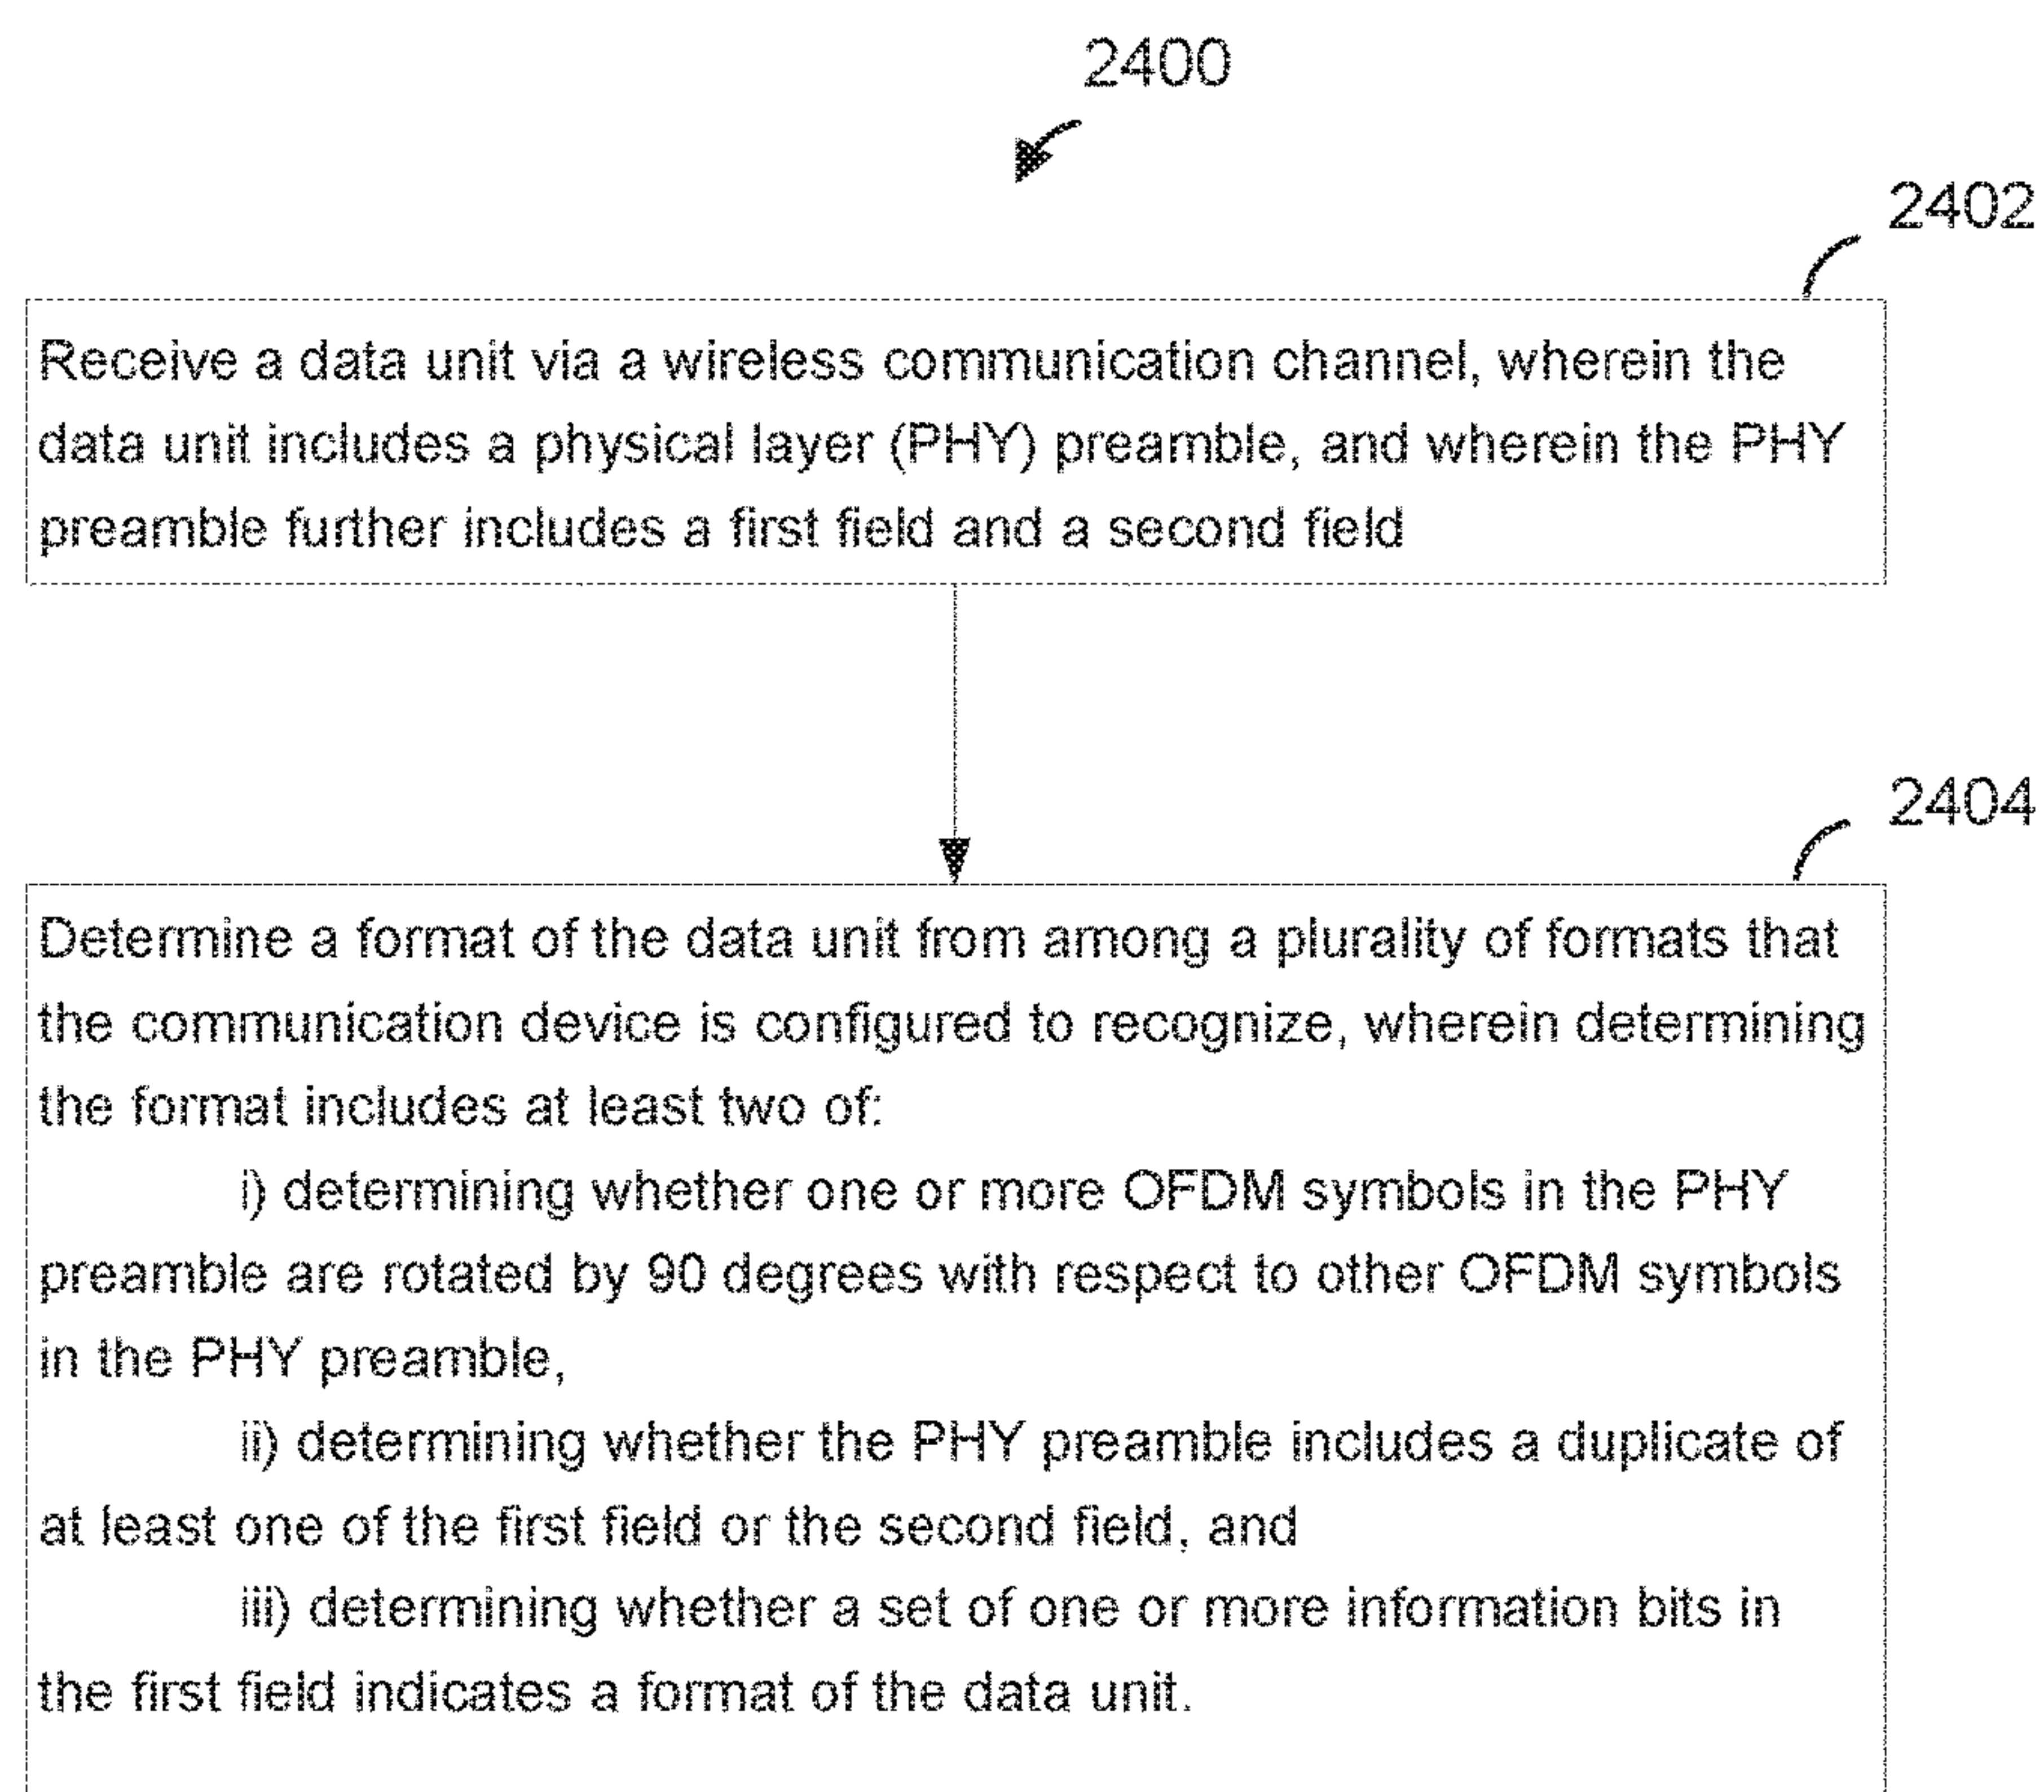 2400
2402
Receive a data unit via a wireless communication channel, wherein the
data unit includes a physical layer (PHY) preamble, and wherein the PHY
preamble further includes a first field and a second field
2404
Determine a format of the data unit from among a plurality of formats that
the communication device is configured to recognize, wherein determining
the format includes at least two of:
i) determining whether one or more OFDM symbols in the PHY
preamble are rotated by 90 degrees with respect to other OFDM symbols
in the PHY preamble,
ii) determining whether the PHY preamble includes a duplicate of
at least one of the first field or the second field, and
iii) determining whether a set of one or more information bits in
the first field indicates a format of the data unit.